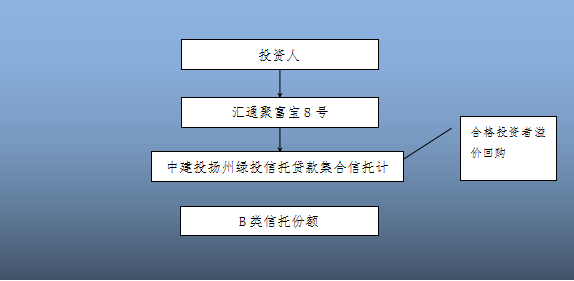 投资人
汇通聚富宝8号
合格投资者溢
价回购
中建投扬州绿投信托贷款集合信托计
B类信托份额